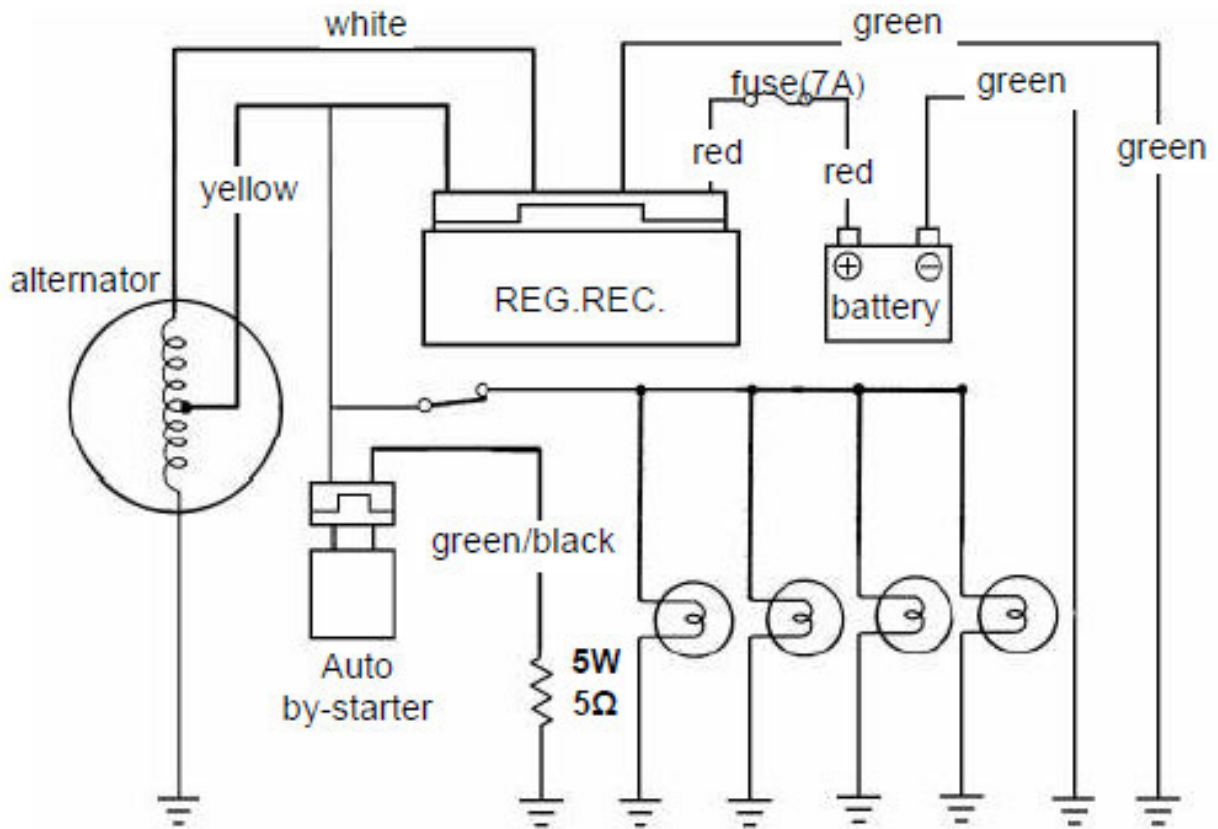 white
green
fuse(7A)
green
red
red
green
yellow
alternator
REG.REC.
battery
green/black
Auto
by-starter
5W
5Ω